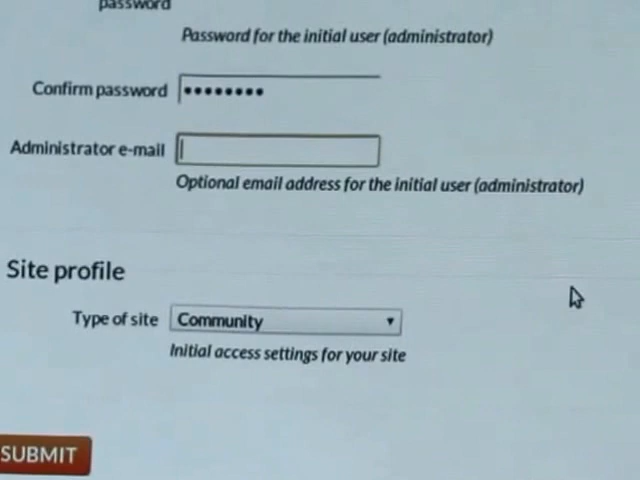 password
Password for the initial user (administrator)
Confirm password ••••••••
Administrator e-mail
Optional email address for the initial user (administrator)
Site profile
Type of site Community
Initial access settings for your site
SUBMIT